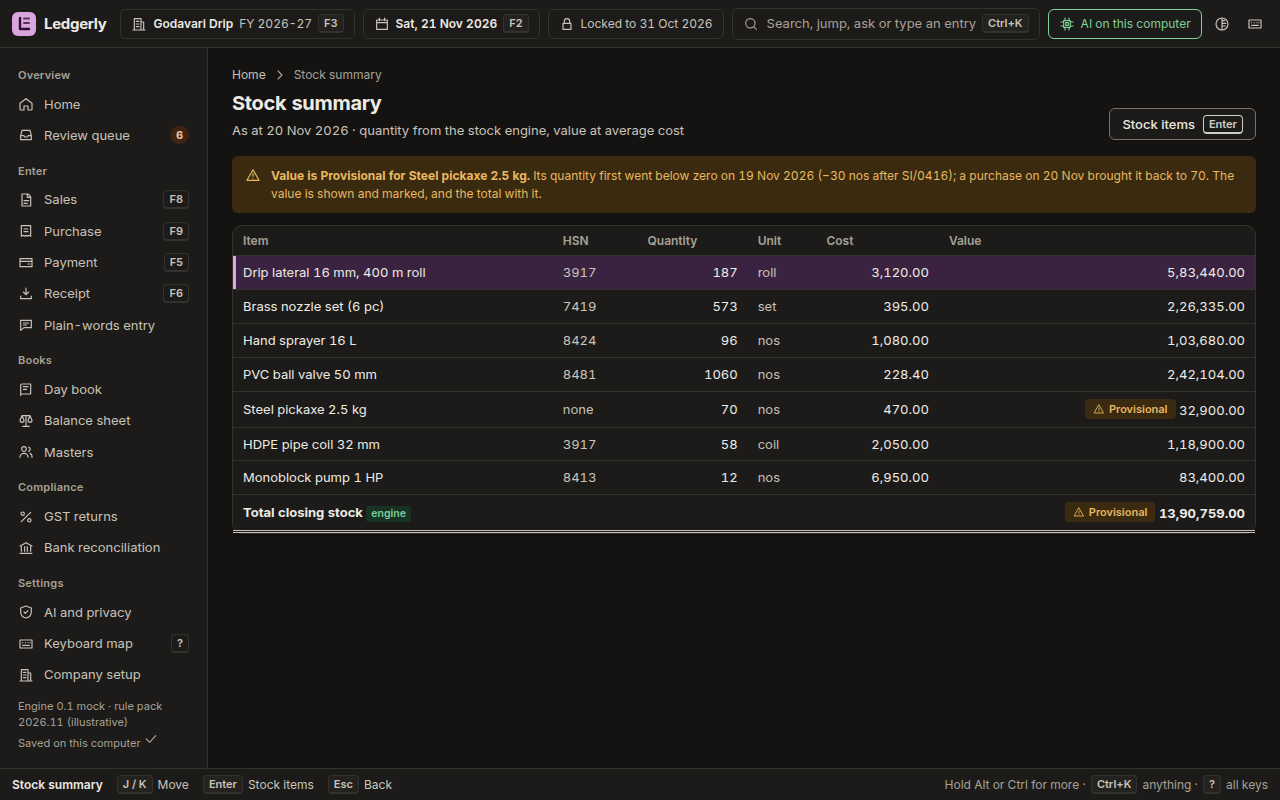 Ledgerly
Godavari Drip FY 2026-27 F3
Sat, 21 Nov 2026 F2
Locked to 31 Oct 2026
Search, jump, ask or type an entry Ctrl+K
AI on this computer
Overview
Home
Review queue 6
Enter
Sales F8
Purchase F9
Payment F5
Receipt F6
Plain-words entry
Books
Day book
Balance sheet
Masters
Compliance
GST returns
Bank reconciliation
Settings
AI and privacy
Keyboard map ?
Company setup
Engine 0.1 mock · rule pack
2026.11 (illustrative)
Saved on this computer
Home > Stock summary
Stock summary
As at 20 Nov 2026 · quantity from the stock engine, value at average cost
Stock items Enter
Value is Provisional for Steel pickaxe 2.5 kg. Its quantity first went below zero on 19 Nov 2026 (−30 nos after SI/0416); a purchase on 20 Nov brought it back to 70. The
value is shown and marked, and the total with it.
Item HSN Quantity Unit Cost Value
Drip lateral 16 mm, 400 m roll 3917 187 roll 3,120.00 5,83,440.00
Brass nozzle set (6 pc) 7419 573 set 395.00 2,26,335.00
Hand sprayer 16 L 8424 96 nos 1,080.00 1,03,680.00
PVC ball valve 50 mm 8481 1060 nos 228.40 2,42,104.00
Steel pickaxe 2.5 kg none 70 nos 470.00 Provisional 32,900.00
HDPE pipe coil 32 mm 3917 58 coil 2,050.00 1,18,900.00
Monoblock pump 1 HP 8413 12 nos 6,950.00 83,400.00
Total closing stock engine Provisional 13,90,759.00
Stock summary J / K Move Enter Stock items Esc Back
Hold Alt or Ctrl for more · Ctrl+K anything · ? all keys